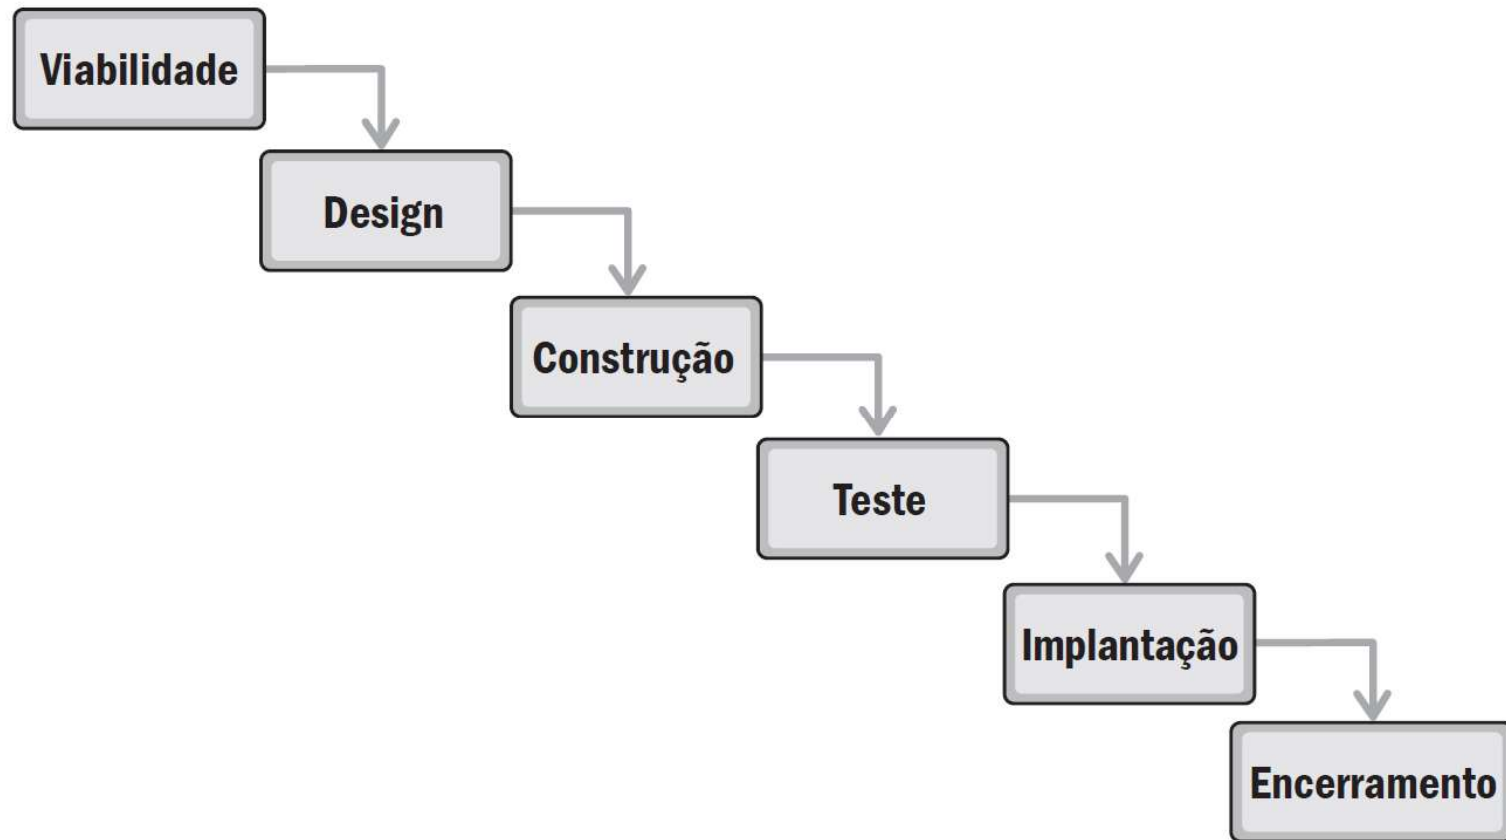 Viabilidade
Design
Construção
Teste
Implantação
Encerramento